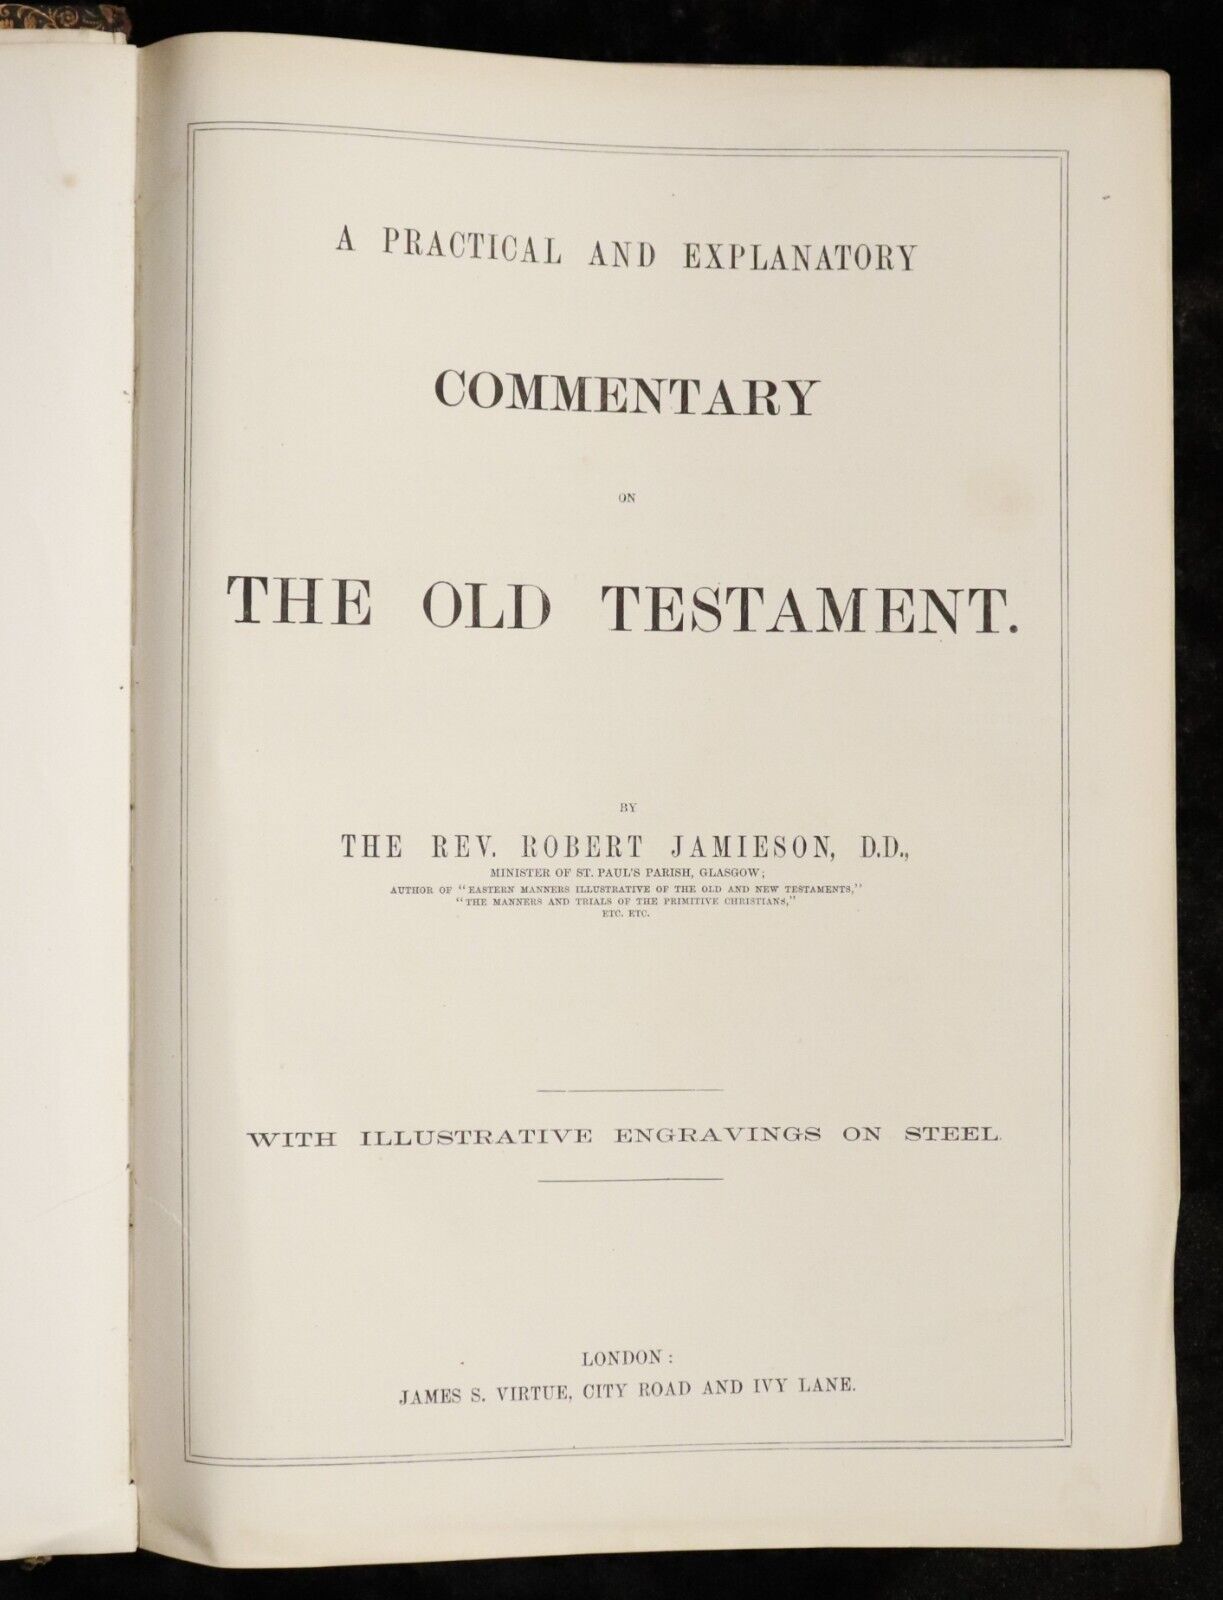 A PRACTICAL AND EXPLANATORY
COMMENTARY
ON
THE OLD TESTAMENT.
BY
THE REV. ROBERT JAMIESON, D.D.,
MINISTER OF ST. PAUL'S PARISH, GLASGOW;
AUTHOR OF "EASTERN MANNERS ILLUSTRATIVE OF THE OLD AND NEW TESTAMENTS,"
"THE MANNERS AND TRIALS OF THE PRIMITIVE CHRISTIANS,"
ETC. ETC.
WITH ILLUSTRATIVE ENGRAVINGS ON STEEL.
LONDON:
JAMES S. VIRTUE, CITY ROAD AND IVY LANE.